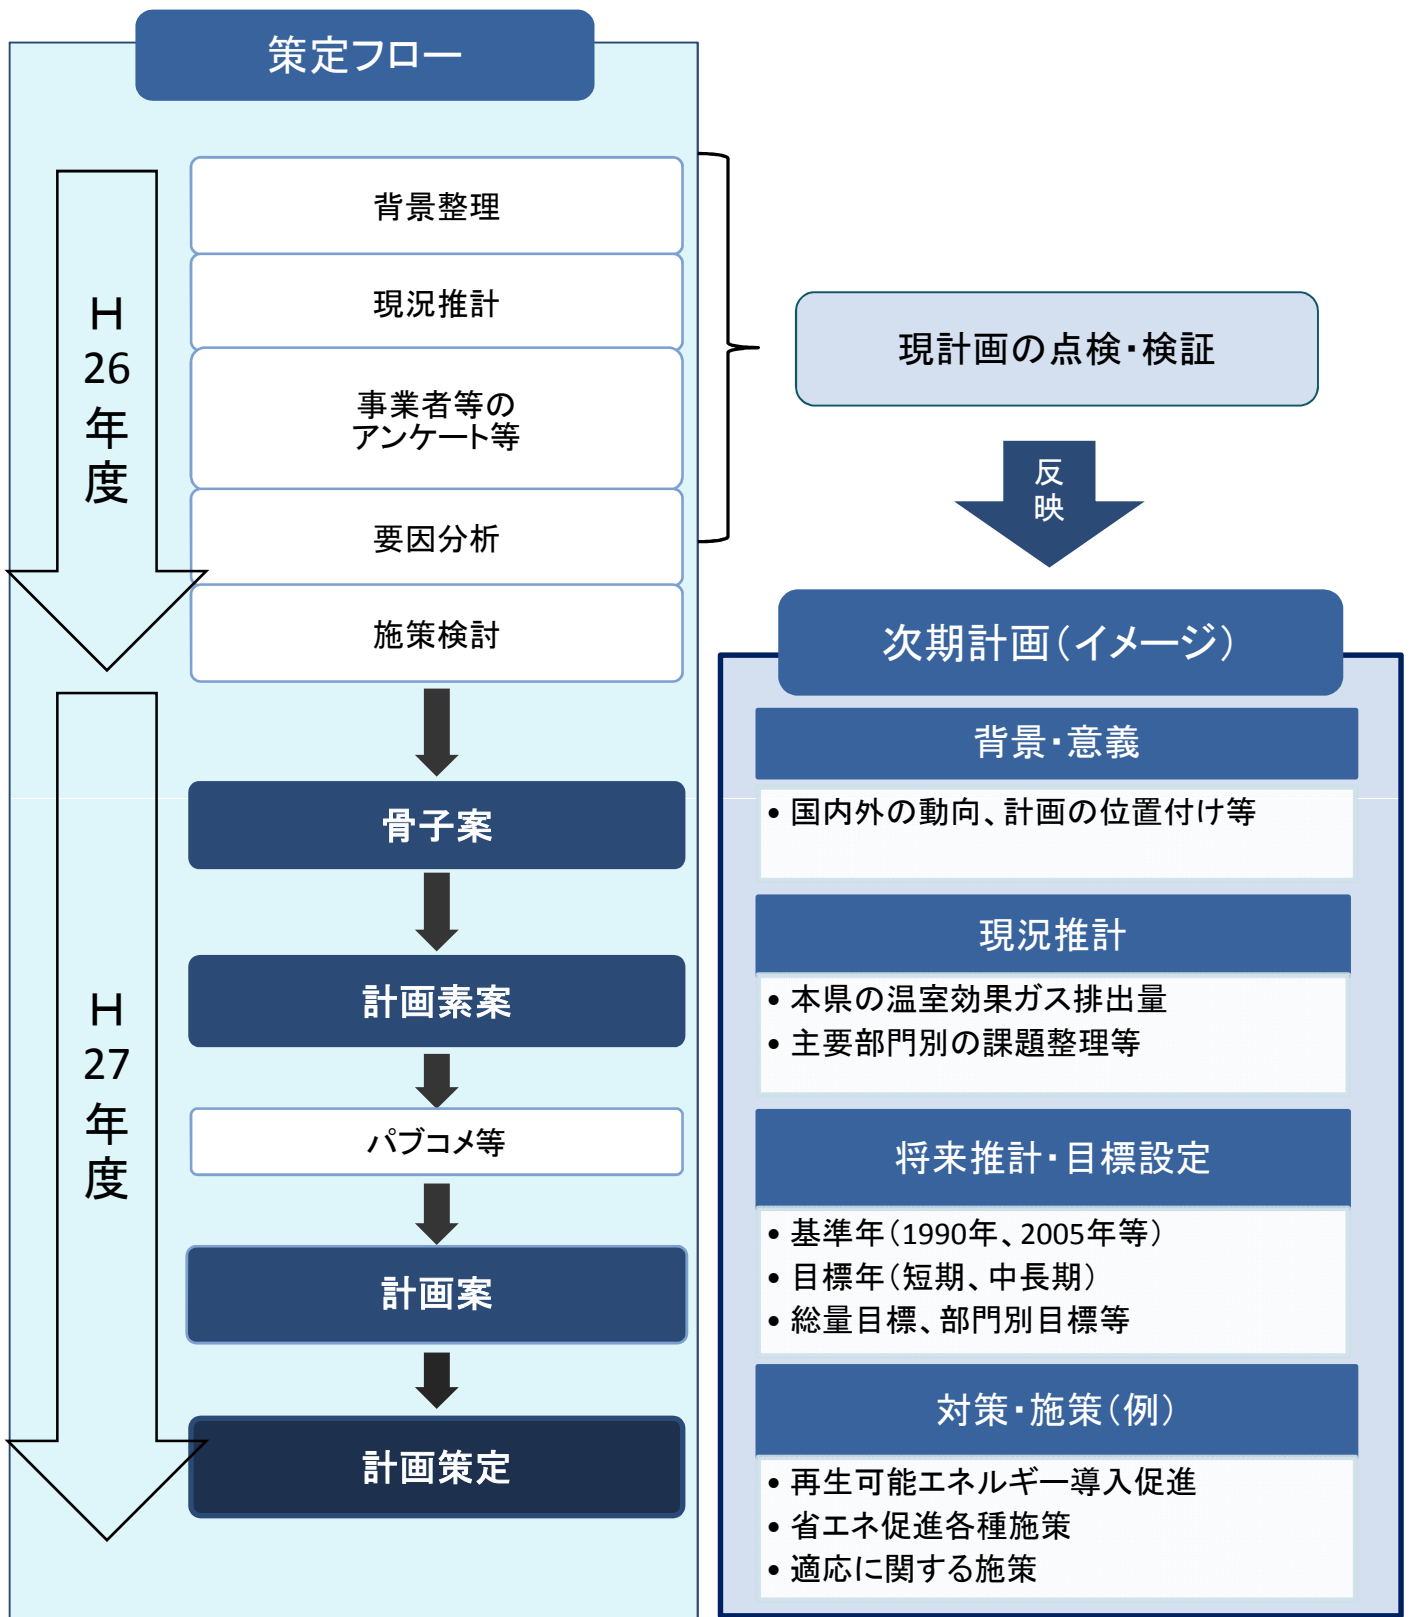 策定フロー
H
26
年
度
背景整理
現況推計
事業者等の
アンケート等
要因分析
施策検討
H
27
年
度
骨子案
計画素案
パブコメ等
計画案
計画策定
現計画の点検・検証
反
映
次期計画(イメージ)
背景・意義
• 国内外の動向、計画の位置付け等
現況推計
• 本県の温室効果ガス排出量
• 主要部門別の課題整理等
将来推計・目標設定
• 基準年(1990年、2005年等)
• 目標年(短期、中長期)
• 総量目標、部門別目標等
対策・施策(例)
• 再生可能エネルギー導入促進
• 省エネ促進各種施策
• 適応に関する施策